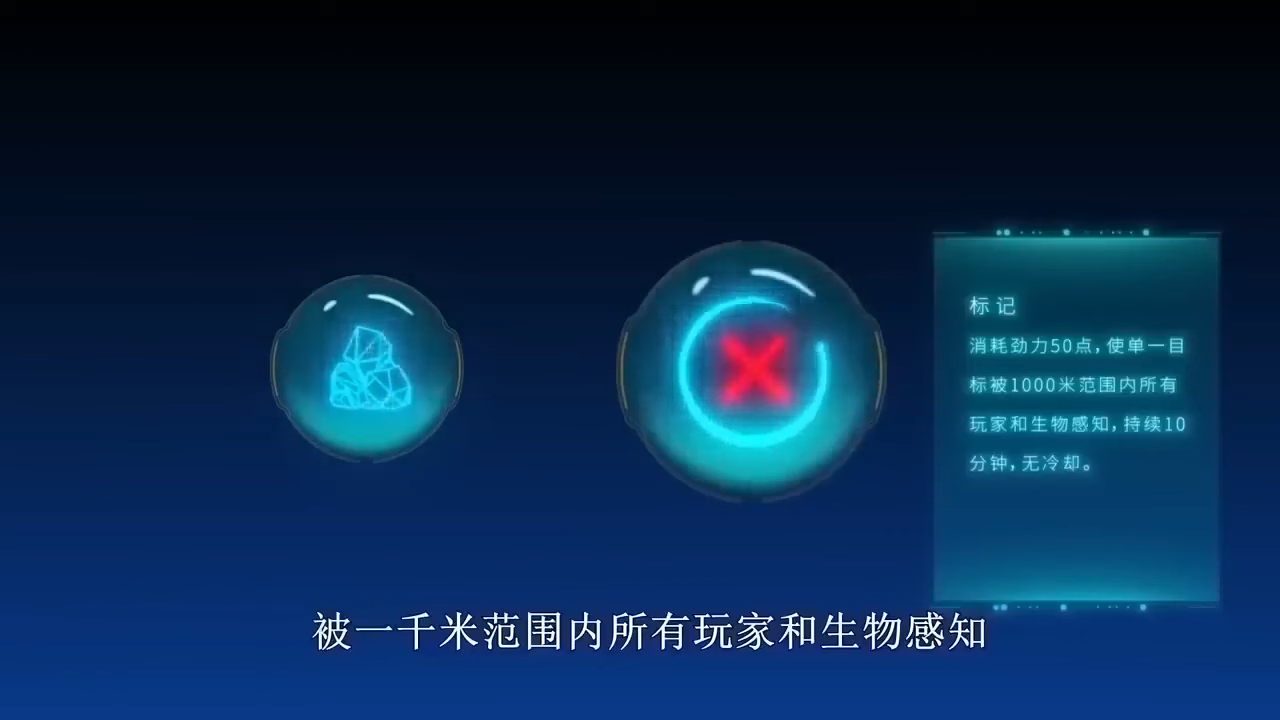 标记
消耗劲力50点,使单一目
标被1000米范围内所有
玩家和生物感知,持续10
分钟,无冷却。
被一千米范围内所有玩家和生物感知